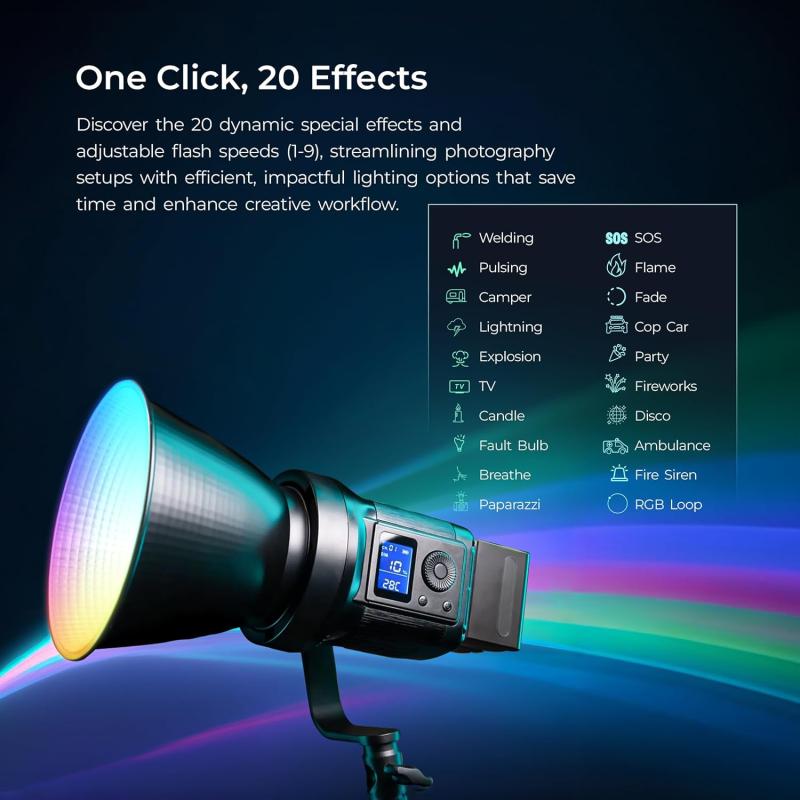 One Click, 20 Effects
Discover the 20 dynamic special effects and
adjustable flash speeds (1-9), streamlining photography
setups with efficient, impactful lighting options that save
time and enhance creative workflow.
Welding
Pulsing
Camper
Lightning
Explosion
TV TV
Candle
Fault Bulb
Breathe
Paparazzi
SOS SOS
Flame
Fade
Cop Car
Party
Fireworks
Disco
Ambulance
Fire Siren
RGB Loop
CH.01
10
28C